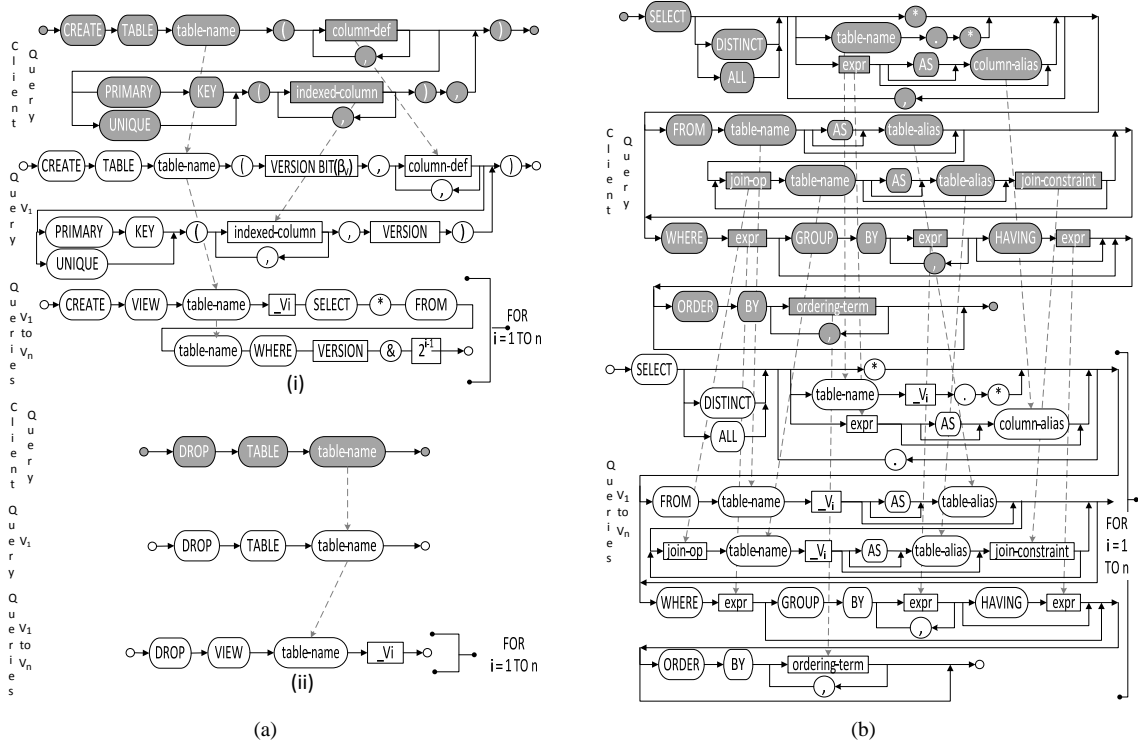 Client Query
CREATE TABLE table-name ( column-def , )
PRIMARY KEY ( indexed-column , ) ,
UNIQUE
Query V1
CREATE TABLE table-name ( VERSION BIT(βv) , column-def , )
PRIMARY KEY ( indexed-column , , VERSION )
UNIQUE
Queries V1 to Vn
CREATE VIEW table-name _Vi SELECT * FROM
table-name WHERE VERSION & 2^i-1
FOR
i = 1 TO n
(i)
Client Query
DROP TABLE table-name
Query V1
DROP TABLE table-name
Queries V1 to Vn
DROP VIEW table-name _Vi
FOR
i = 1 TO n
(ii)
(a)
Client Query
SELECT *
DISTINCT table-name . *
ALL expr AS column-alias
,
FROM table-name AS table-alias
join-op table-name AS table-alias join-constraint
WHERE expr GROUP BY expr , HAVING expr
ORDER BY ordering-term
,
Queries V1 to Vn
SELECT *
DISTINCT table-name _Vi . *
ALL expr AS column-alias
.
FROM table-name _Vi AS table-alias
join-op table-name _Vi AS table-alias join-constraint
WHERE expr GROUP BY expr , HAVING expr
ORDER BY ordering-term
,
FOR
i = 1
TO n
(b)